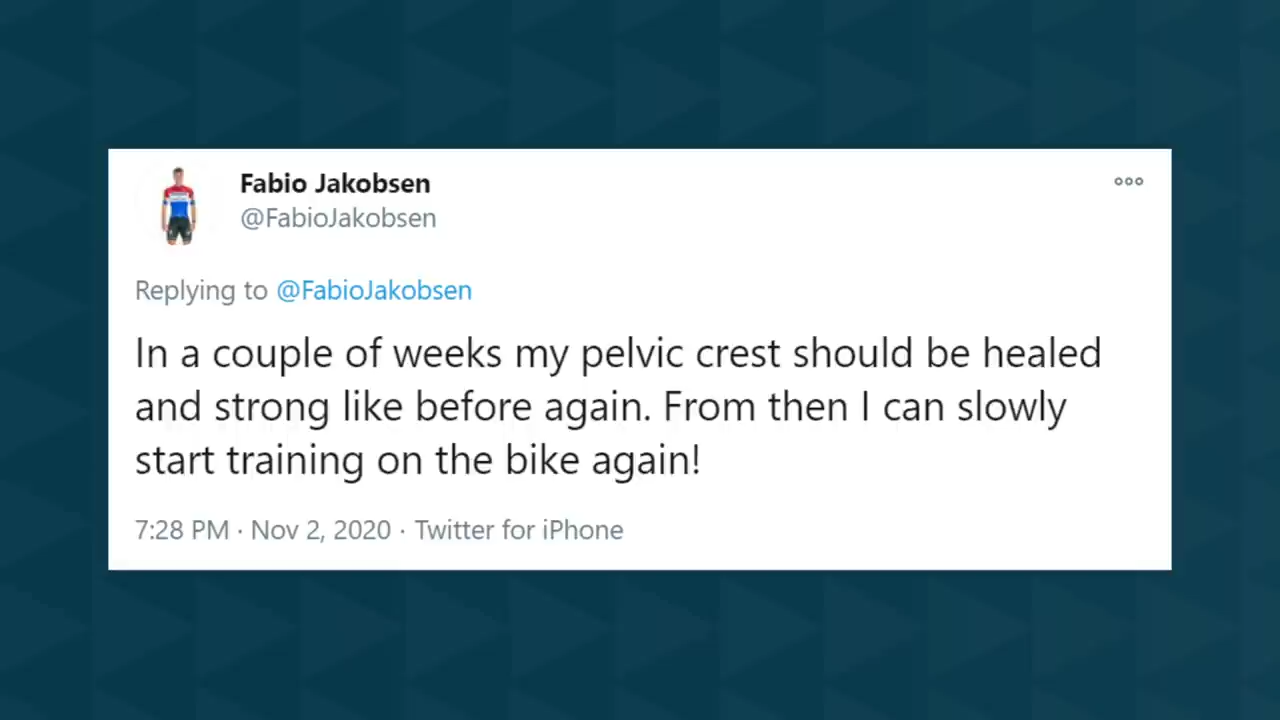 Fabio Jakobsen
@FabioJakobsen
Replying to @FabioJakobsen
In a couple of weeks my pelvic crest should be healed
and strong like before again. From then I can slowly
start training on the bike again!
7:28 PM · Nov 2, 2020 · Twitter for iPhone